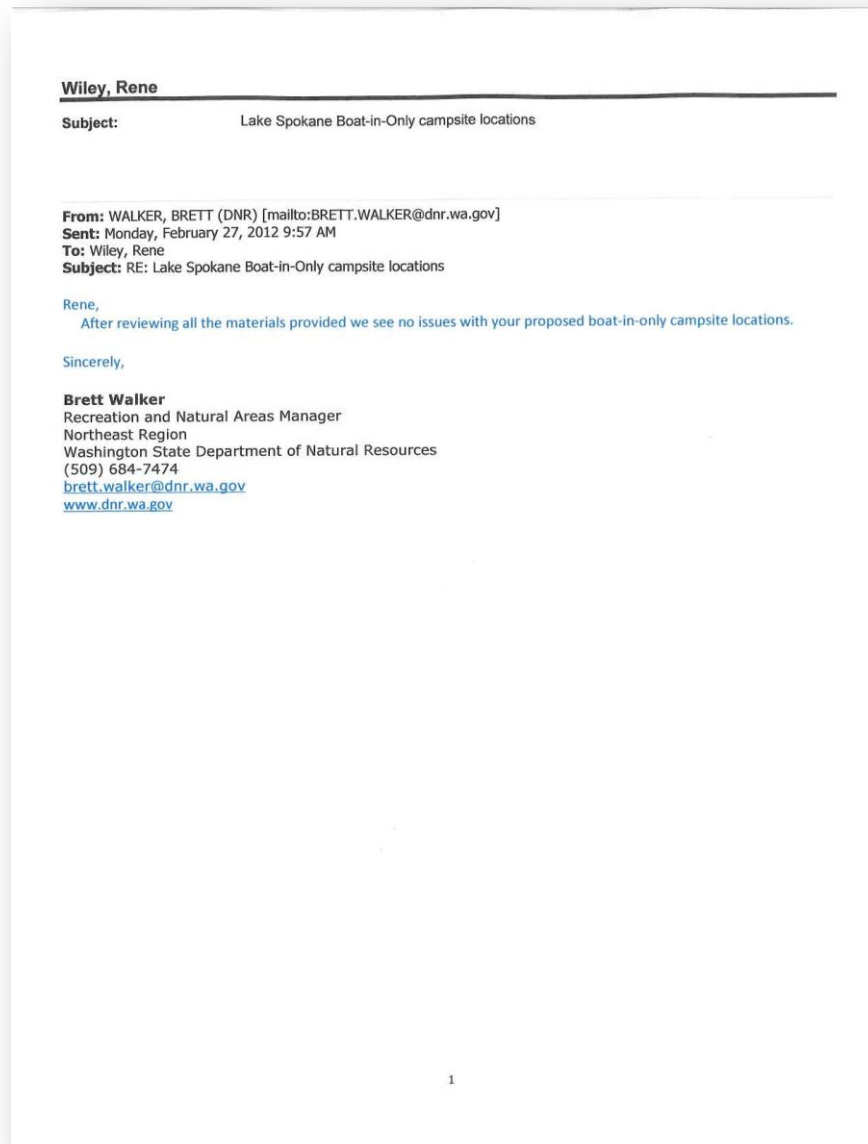 Wiley, Rene
Subject: Lake Spokane Boat-in-Only campsite locations
From: WALKER, BRETT (DNR) [mailto:BRETT.WALKER@dnr.wa.gov]
Sent: Monday, February 27, 2012 9:57 AM
To: Wiley, Rene
Subject: RE: Lake Spokane Boat-in-Only campsite locations
Rene,
After reviewing all the materials provided we see no issues with your proposed boat-in-only campsite locations.
Sincerely,
Brett Walker
Recreation and Natural Areas Manager
Northeast Region
Washington State Department of Natural Resources
(509) 684-7474
brett.walker@dnr.wa.gov
www.dnr.wa.gov
1